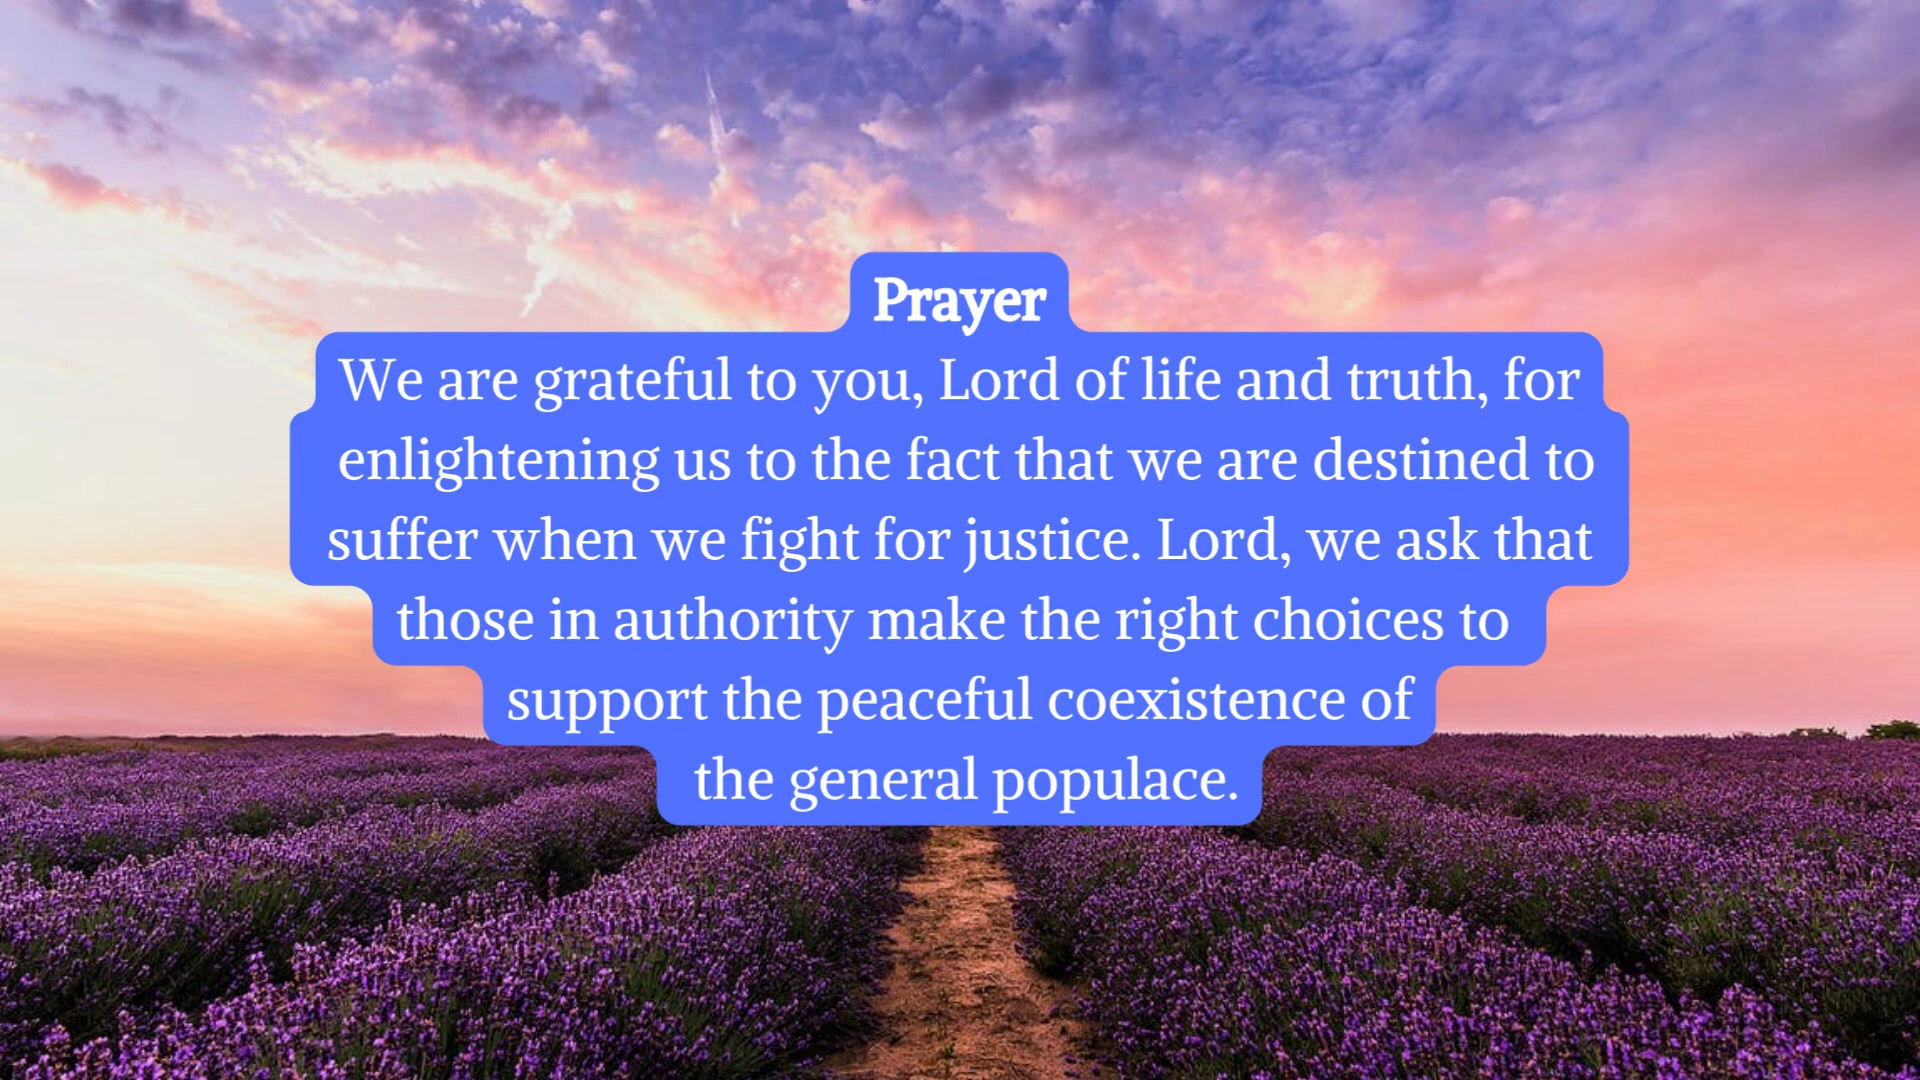 Prayer
We are grateful to you, Lord of life and truth, for
enlightening us to the fact that we are destined to
suffer when we fight for justice. Lord, we ask that
those in authority make the right choices to
support the peaceful coexistence of
the general populace.